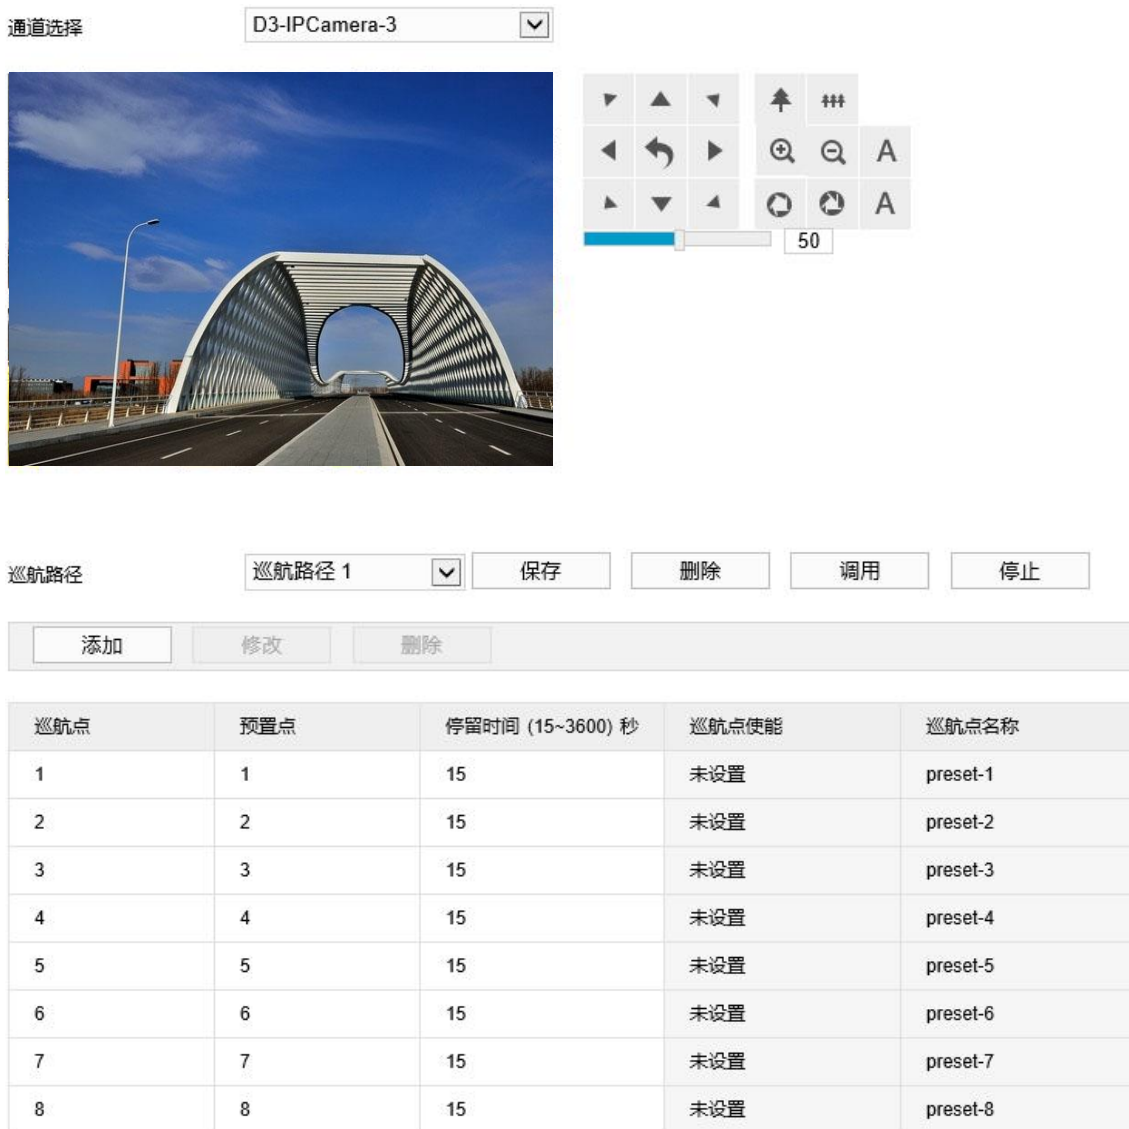 通道选择 D3-IPCamera-3
A
A
50
巡航路径 巡航路径 1 保存 删除 调用 停止
添加 修改 删除
巡航点 预置点 停留时间 (15~3600) 秒 巡航点使能 巡航点名称
1 1 15 未设置 preset-1
2 2 15 未设置 preset-2
3 3 15 未设置 preset-3
4 4 15 未设置 preset-4
5 5 15 未设置 preset-5
6 6 15 未设置 preset-6
7 7 15 未设置 preset-7
8 8 15 未设置 preset-8